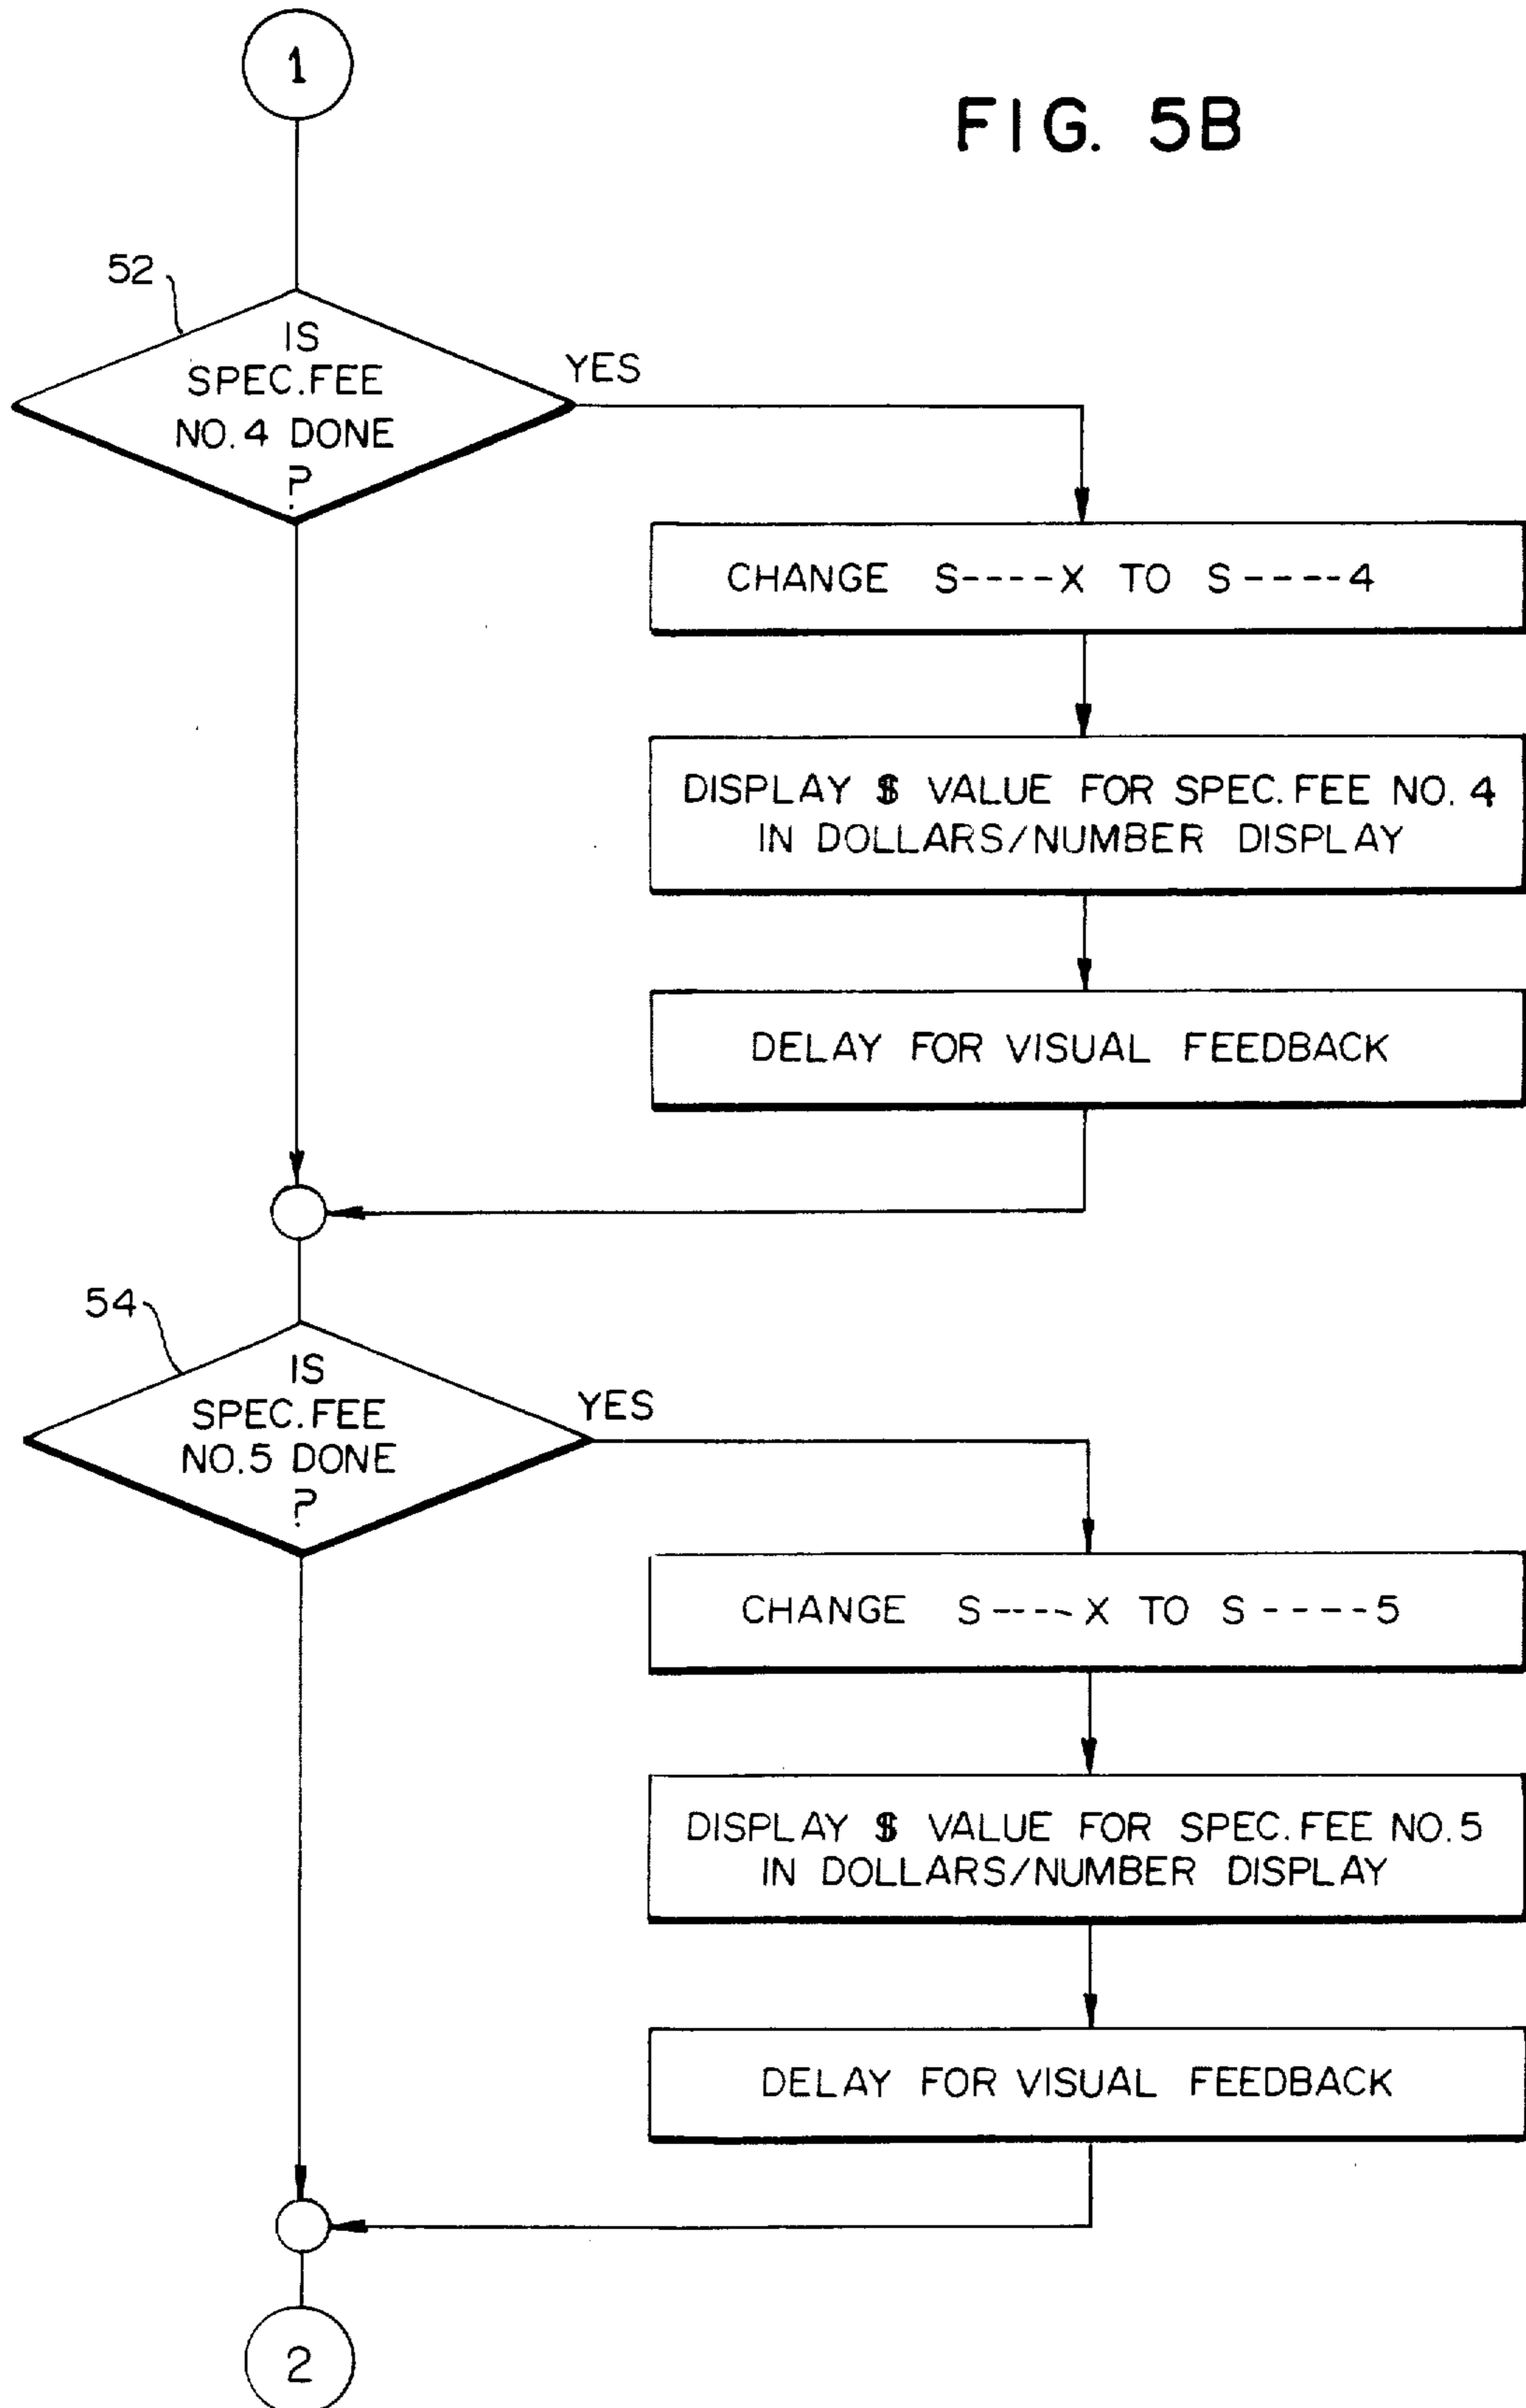 1
FIG. 5B
52
IS
SPEC.FEE
NO.4 DONE
?
YES
CHANGE S----X TO S----4
DISPLAY $ VALUE FOR SPEC.FEE NO. 4
IN DOLLARS/NUMBER DISPLAY
DELAY FOR VISUAL FEEDBACK
54
IS
SPEC.FEE
NO.5 DONE
?
YES
CHANGE S----X TO S-----5
DISPLAY $ VALUE FOR SPEC.FEE NO.5
IN DOLLARS/NUMBER DISPLAY
DELAY FOR VISUAL FEEDBACK
2